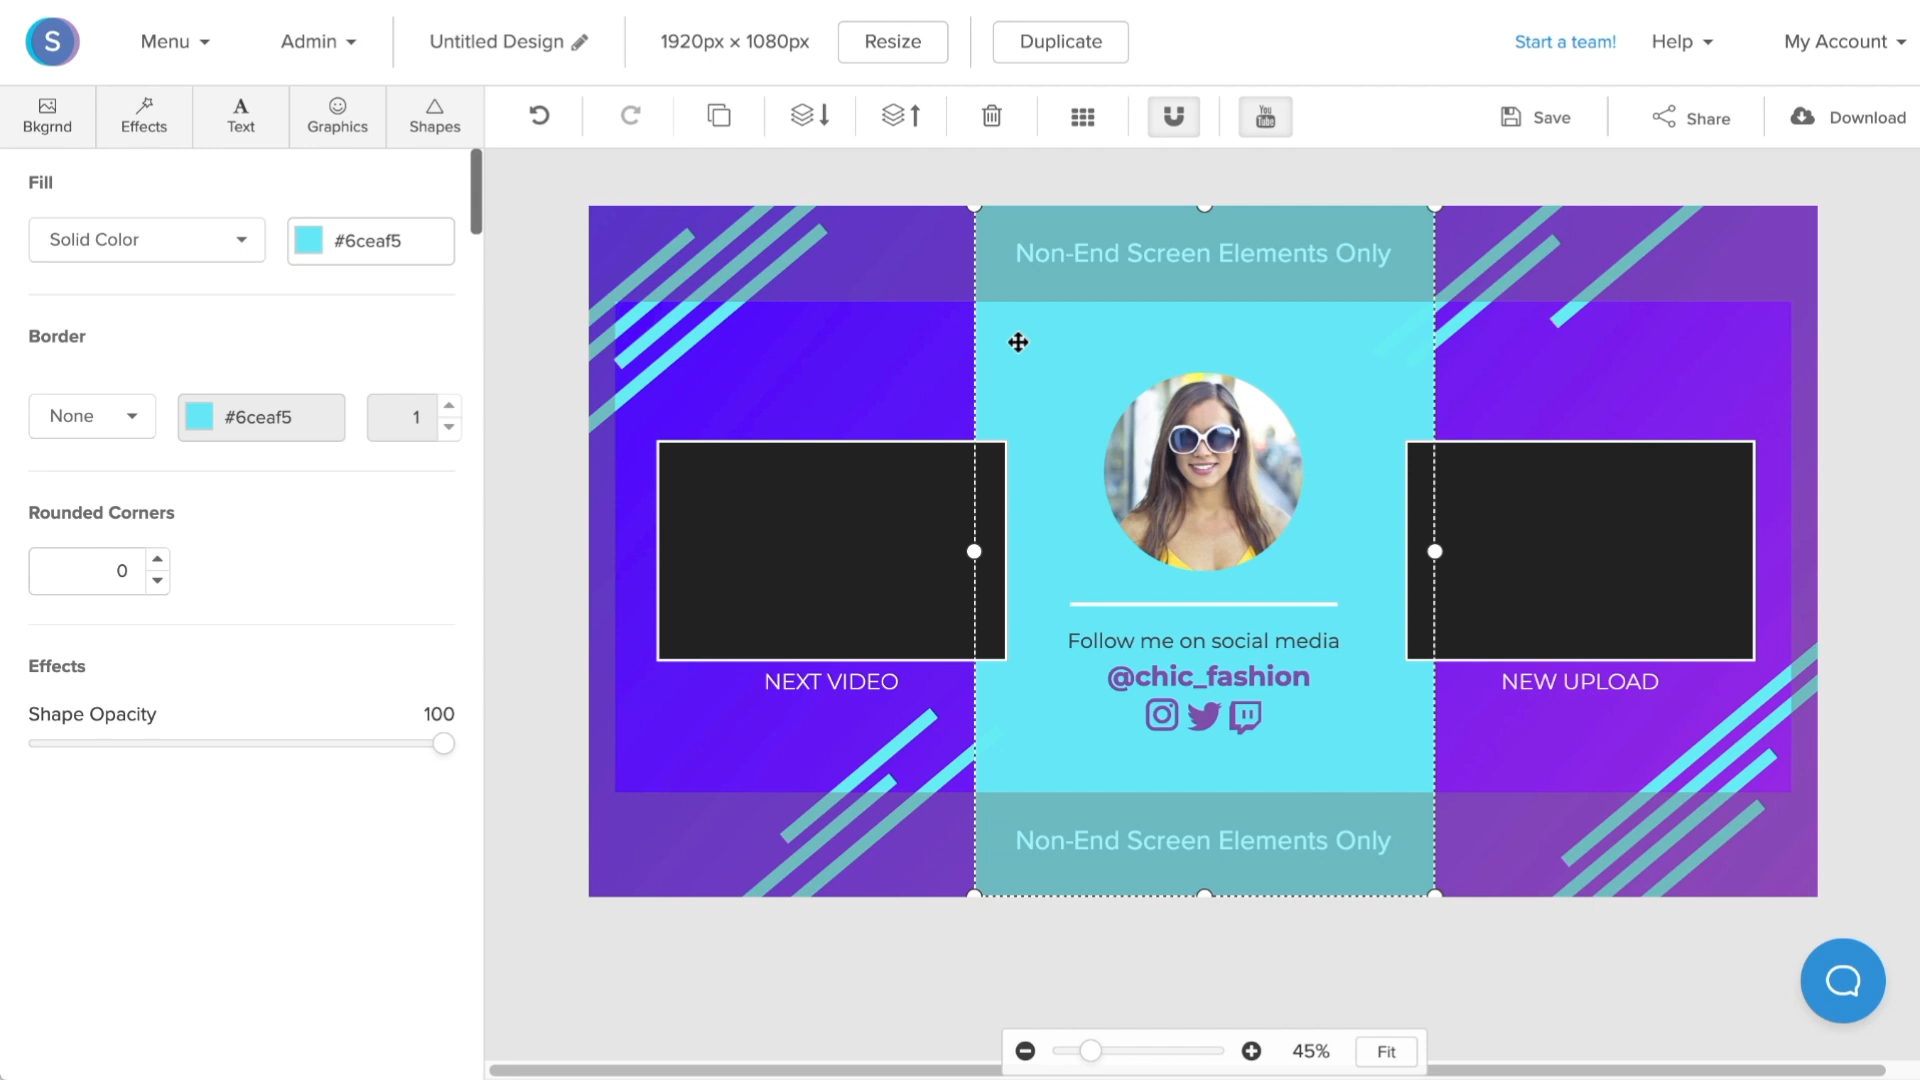 S
Menu
Admin
Untitled Design
1920px × 1080px
Resize
Duplicate
Start a team!
Help
My Account
Bkgrnd
Effects
Text
Graphics
Shapes
You Tube
Save
Share
Download
Fill
Solid Color
#6ceaf5
Border
None
#6ceaf5
1
Rounded Corners
0
Effects
Shape Opacity
100
Non-End Screen Elements Only
Follow me on social media
@chic_fashion
NEXT VIDEO
NEW UPLOAD
Non-End Screen Elements Only
45%
Fit